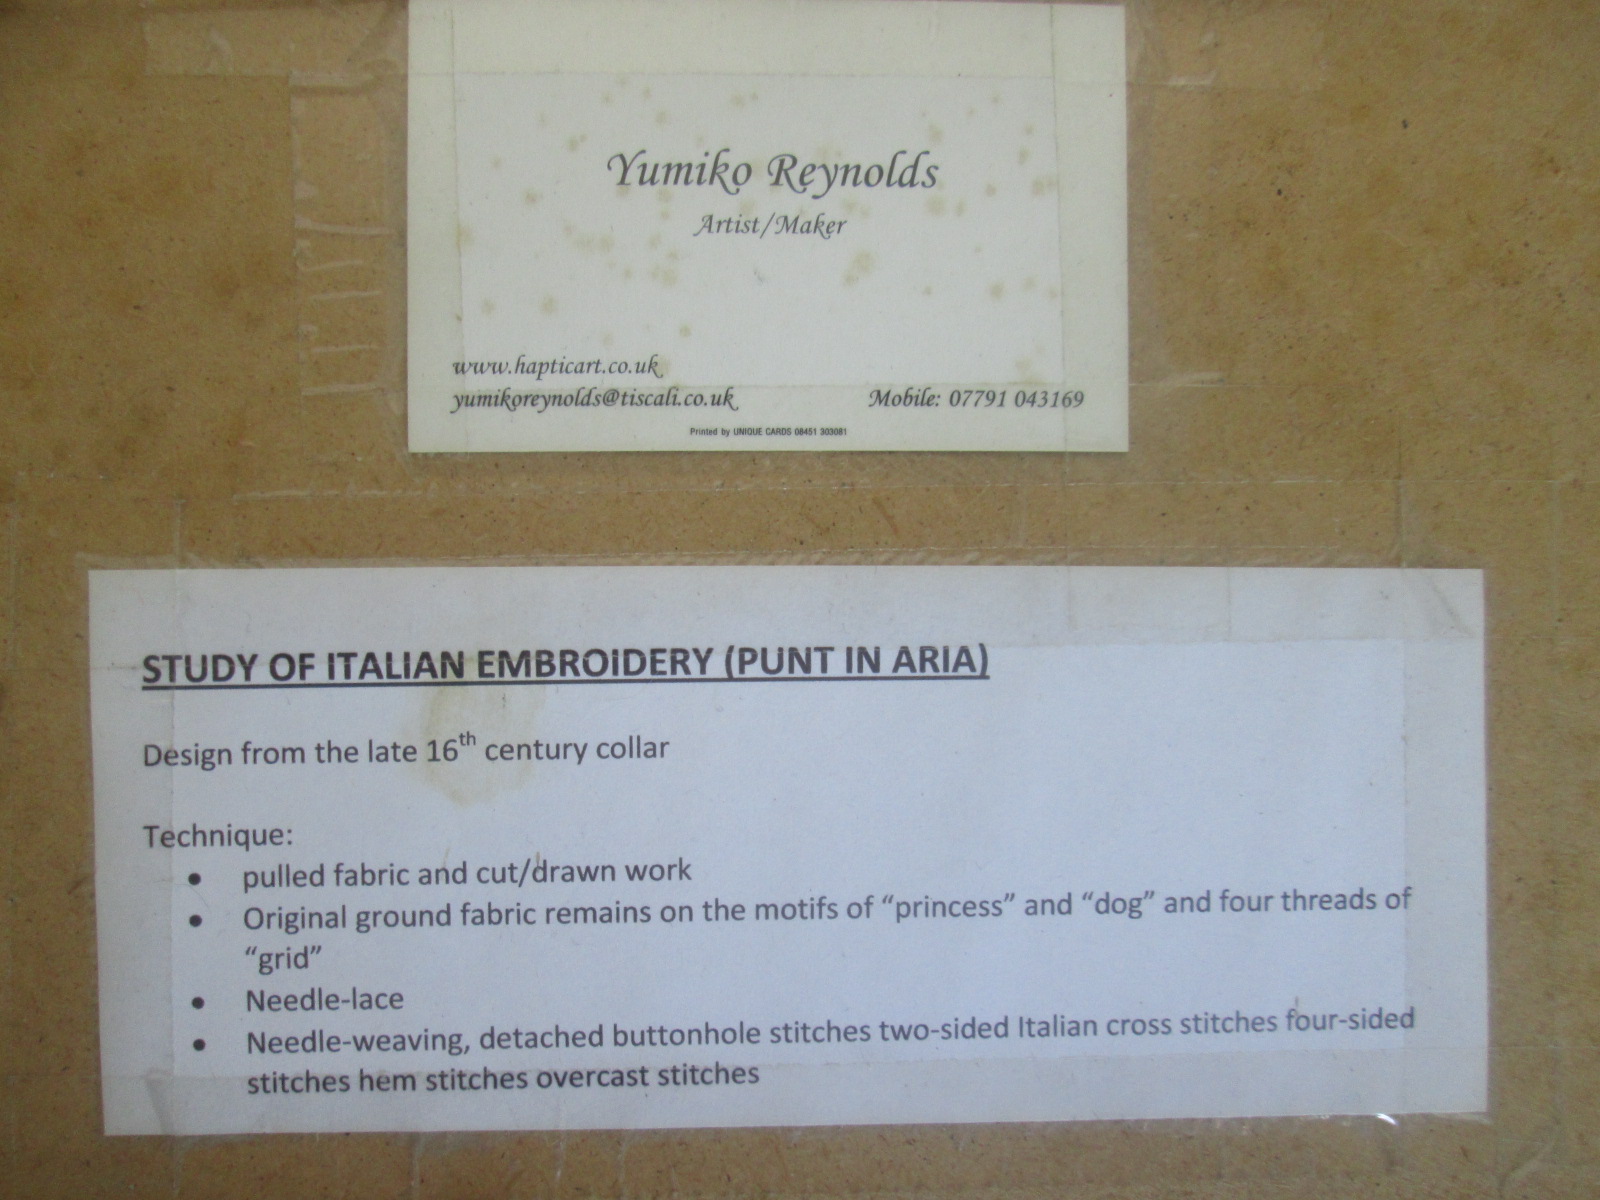 Yumiko Reynolds
Artist/Maker
www.hapticart.co.uk
yumikoreynolds@tiscali.co.uk Mobile: 07791 043169
Printed by UNIQUE CARDS 08451 303081
STUDY OF ITALIAN EMBROIDERY (PUNT IN ARIA)
Design from the late 16th century collar
Technique:
• pulled fabric and cut/drawn work
• Original ground fabric remains on the motifs of “princess” and “dog” and four threads of
“grid”
• Needle-lace
• Needle-weaving, detached buttonhole stitches two-sided Italian cross stitches four-sided
stitches hem stitches overcast stitches